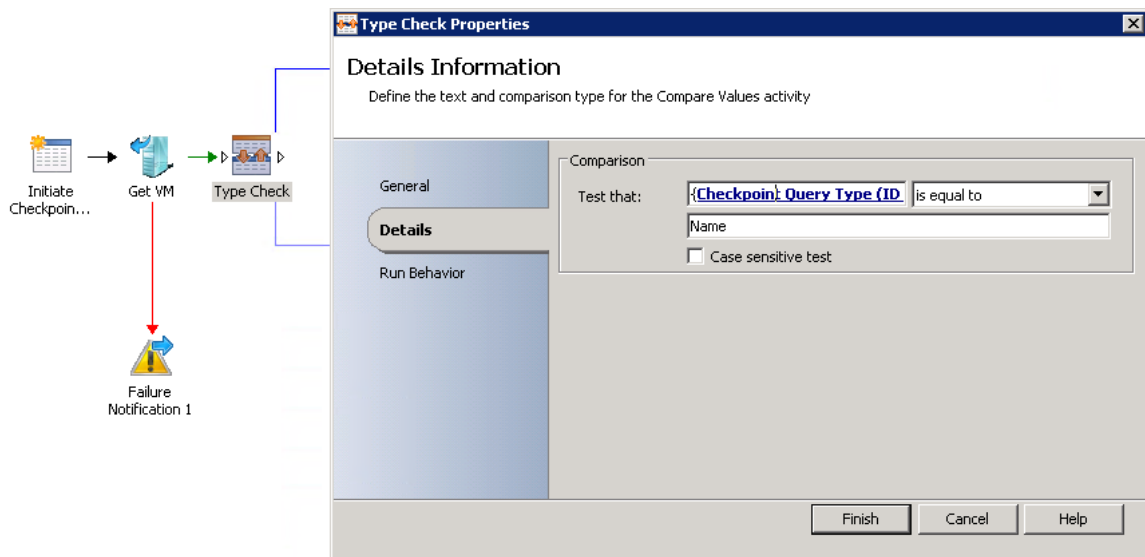 Type Check Properties
Details Information
Define the text and comparison type for the Compare Values activity
Initiate
Checkpoin...
Get VM
Type Check
General
Details
Run Behavior
Comparison
Test that:
{Checkpoint Query Type (ID
is equal to
Name
Case sensitive test
Failure
Notification 1
Finish
Cancel
Help